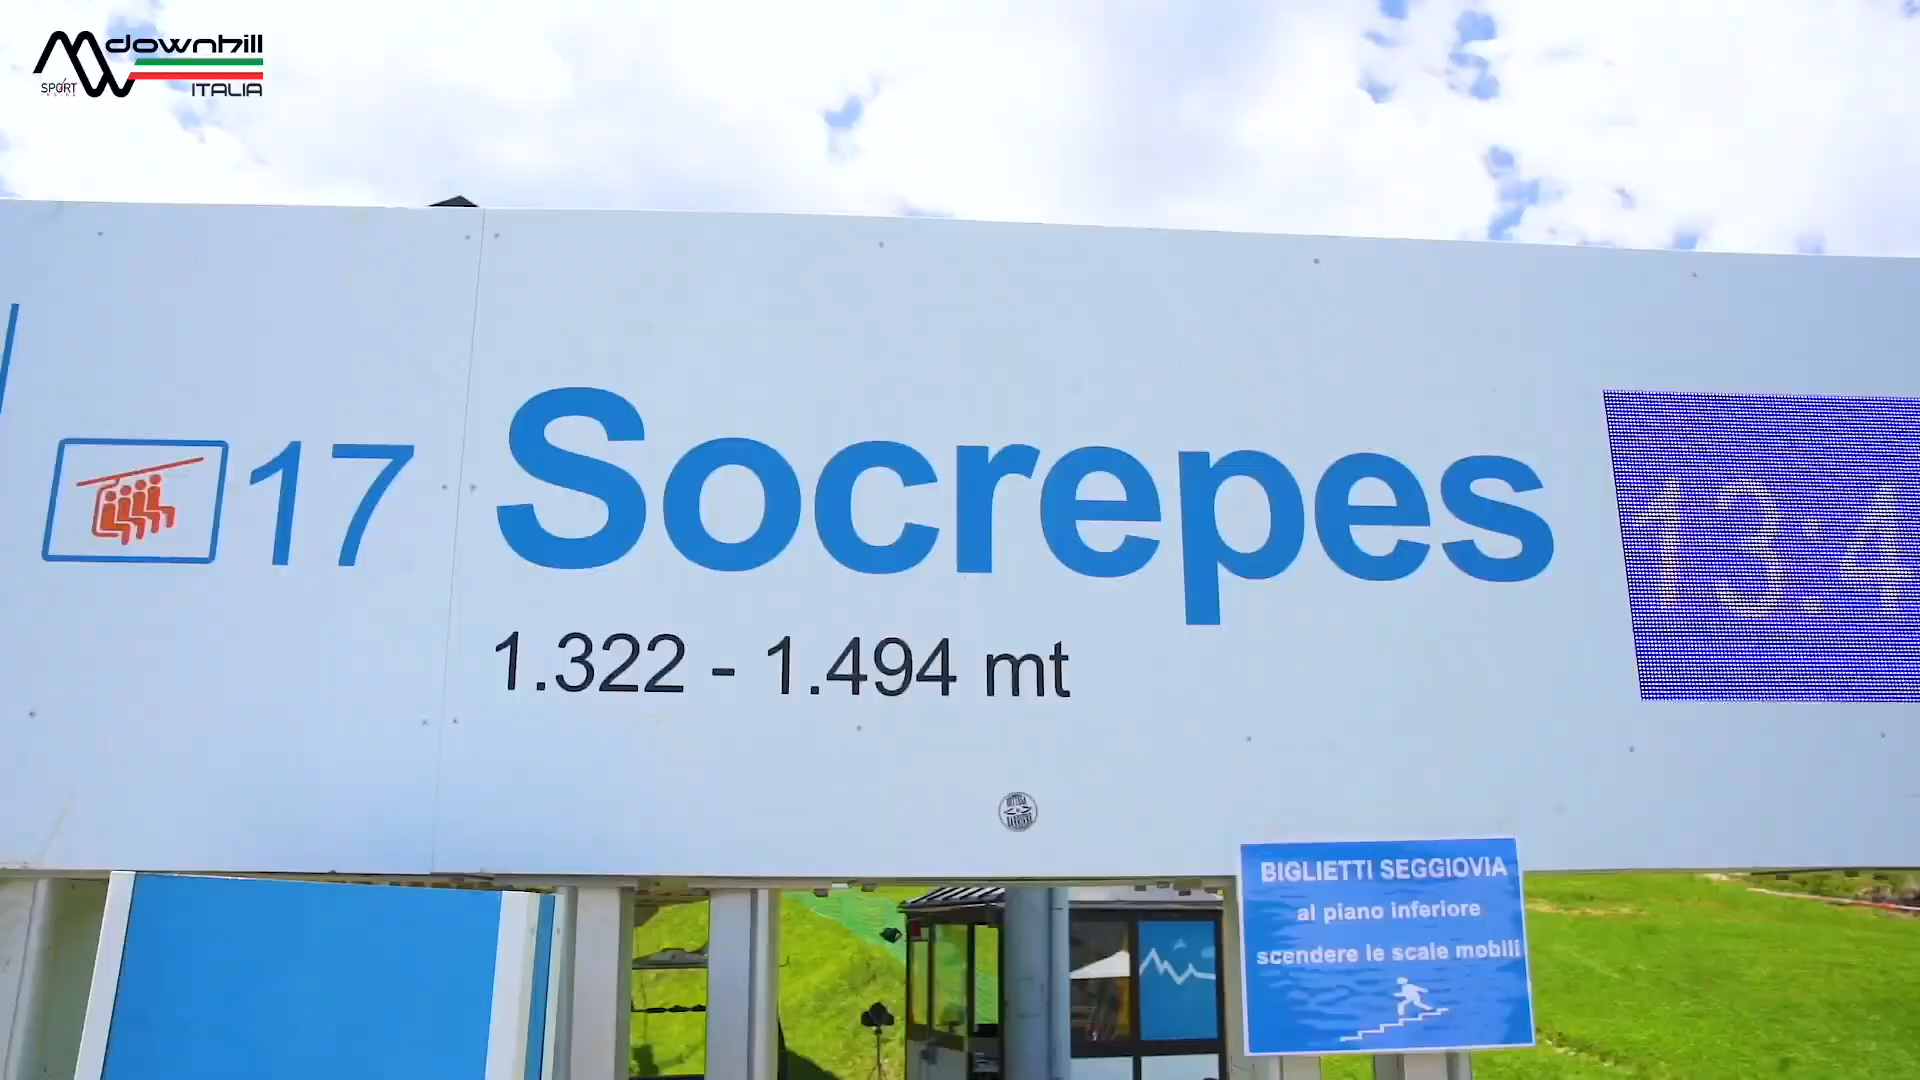 downhill
SPORT
ITALIA
17 Socrepes
1.322 - 1.494 mt
BIGLIETTI SEGGIOVIA
al piano inferiore
scendere le scale mobili